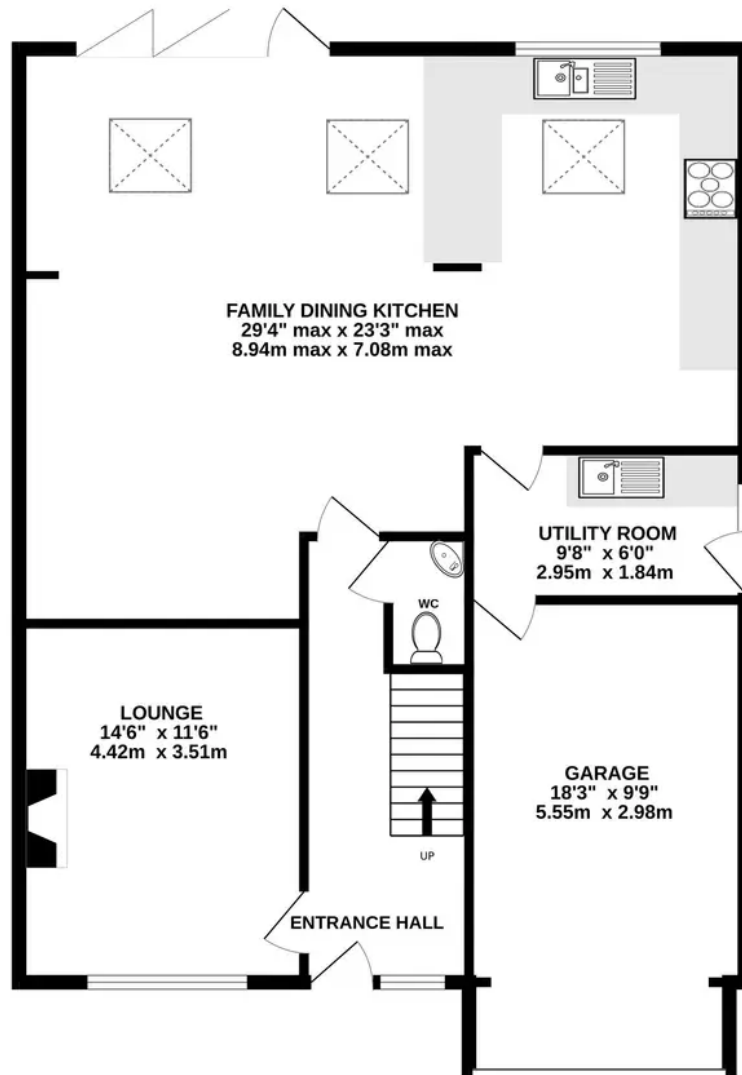 FAMILY DINING KITCHEN
29'4" max x 23'3" max
8.94m max x 7.08m max
UTILITY ROOM
9'8" x 6'0"
2.95m x 1.84m
WC
LOUNGE
14'6" x 11'6"
4.42m x 3.51m
GARAGE
18'3" x 9'9"
5.55m x 2.98m
UP
ENTRANCE HALL